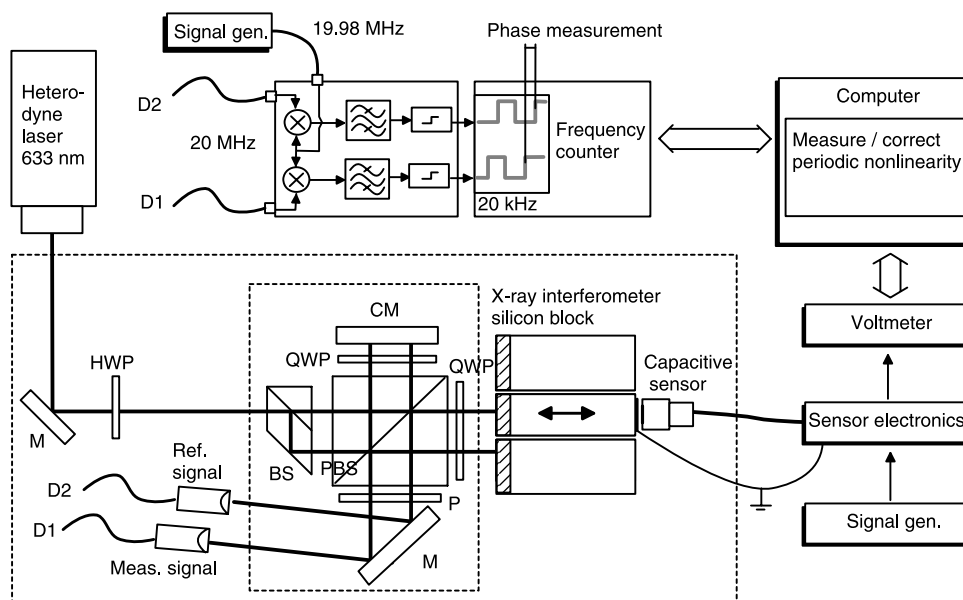 Signal gen.
19.98 MHz
Phase measurement
Hetero-
dyne
laser
633 nm
D2
20 MHz
D1
Frequency
counter
20 kHz
Computer
Measure / correct
periodic nonlinearity
X-ray interferometer
silicon block
CM
QWP
QWP
HWP
Capacitive
sensor
Voltmeter
M
BS
PBS
Sensor electronics
Ref.
signal
D2
P
D1
Meas. signal
M
Signal gen.